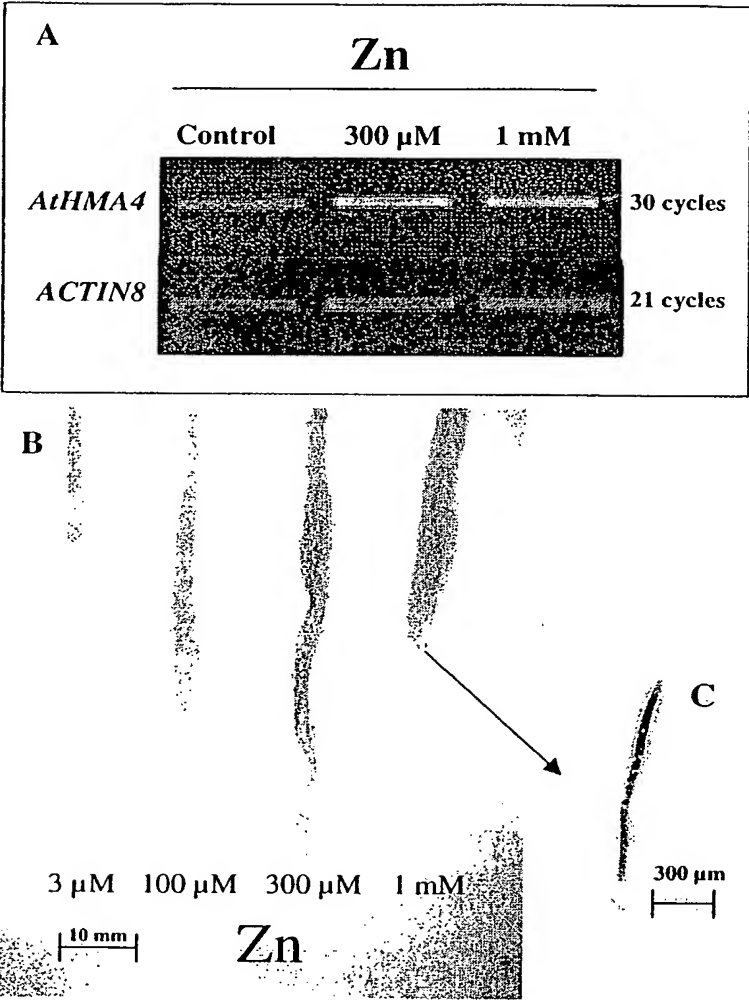 A
Zn
Control 300 µM 1 mM
AtHMA4 30 cycles
ACTIN8 21 cycles
B
C
3 µM 100 µM 300 µM 1 mM
300 µm
10 mm
Zn